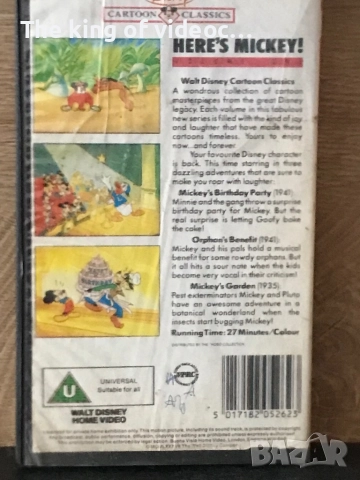 The king of videoc...
CARTOON CLASSICS
HERE'S MICKEY!
Walt Disney Cartoon Classics
A wondrous collection of cartoon
masterpieces from the great Disney
legacy. Each volume in this fabulous
new series is filled with the kind of joy
and laughter that have made these
cartoons timeless. Yours to enjoy
now...and forever.
Your favourite Disney character
is back. This time starring in three
dazzling adventures that are sure to
make you roar with laughter:
Mickey's Birthday Party (1941)
Minnie and the gang throw a surprise
birthday party for Mickey. But the
real surprise is letting Goofy bake
the cake!
Orphan's Benefit (1941)
Mickey and his pals hold a musical
benefit for some rowdy orphans. But
it all hits a sour note when the kids
become very vocal in their criticism!
Mickey's Garden (1935)
Pest exterminators Mickey and Pluto
have an adventure in a
botanical wonderland when the
insects start bugging Mickey!
Running Time: 27 Minutes/Colour
U
UNIVERSAL
Suitable for all
WALT DISNEY
HOME VIDEO
5 017182 052623
BAZAR
bg